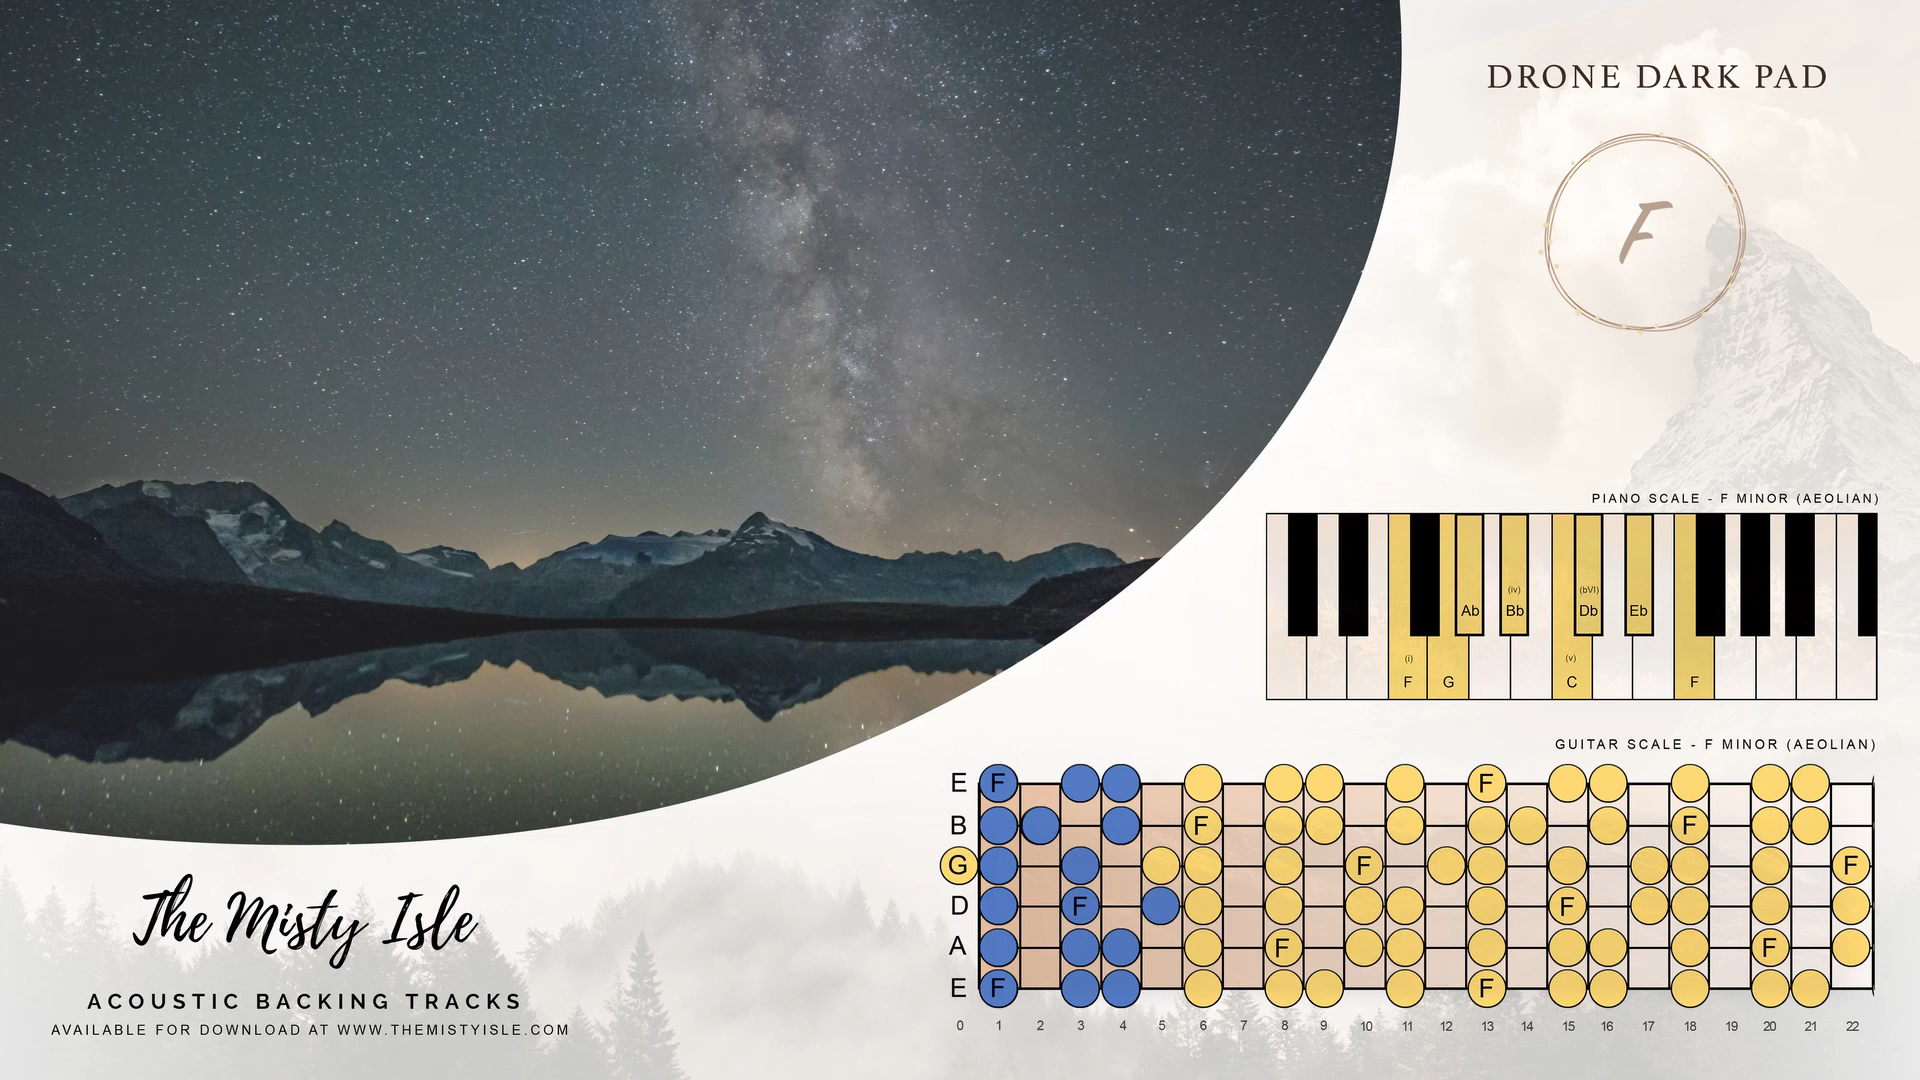 DRONE DARK PAD
F
PIANO SCALE - F MINOR (AEOLIAN)
(iv) (bVI)
Ab Bb Db Eb
(i) (v)
F G C F
GUITAR SCALE - F MINOR (AEOLIAN)
E F F
B F F
G F F
D F F
A F F
E F F
0 1 2 3 4 5 6 7 8 9 10 11 12 13 14 15 16 17 18 19 20 21 22
The Misty Isle
ACOUSTIC BACKING TRACKS
AVAILABLE FOR DOWNLOAD AT WWW.THEMISTYISLE.COM